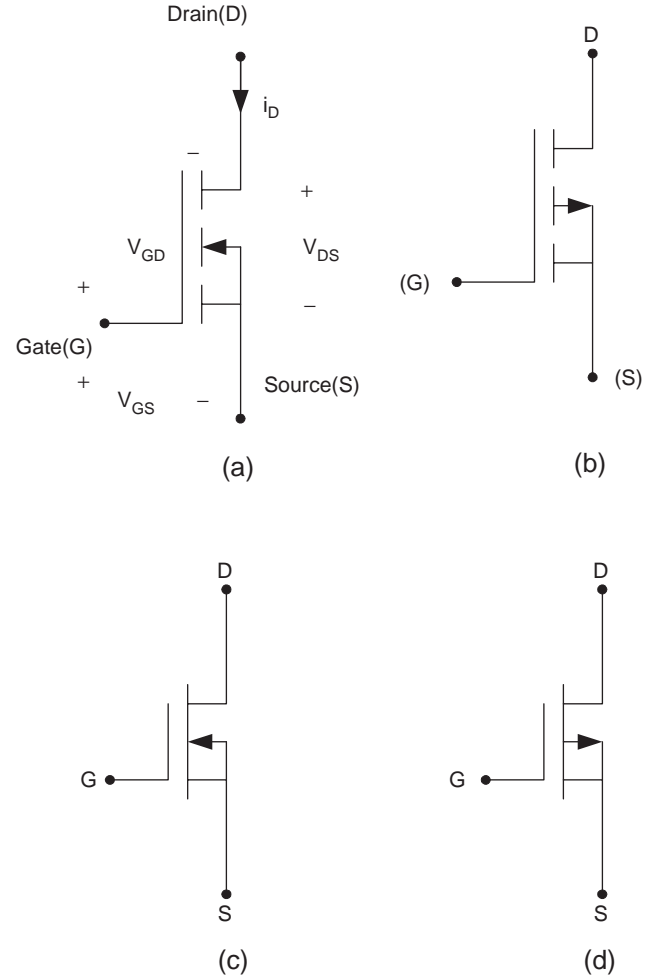 Drain(D)
D
i_D
−
+
V_GD
V_DS
+
−
(G)
Gate(G)
+
V_GS
−
Source(S)
(S)
(a)
(b)
D
D
G
G
S
S
(c)
(d)